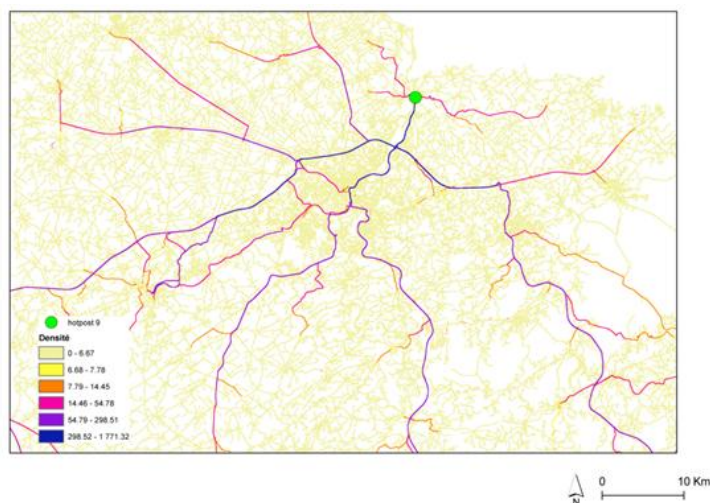 hotpost 9
Densité
0 - 6.67
6.68 - 7.78
7.79 - 14.45
14.46 - 54.78
54.79 - 298.51
298.52 - 1 771.32
0 10 Km
N